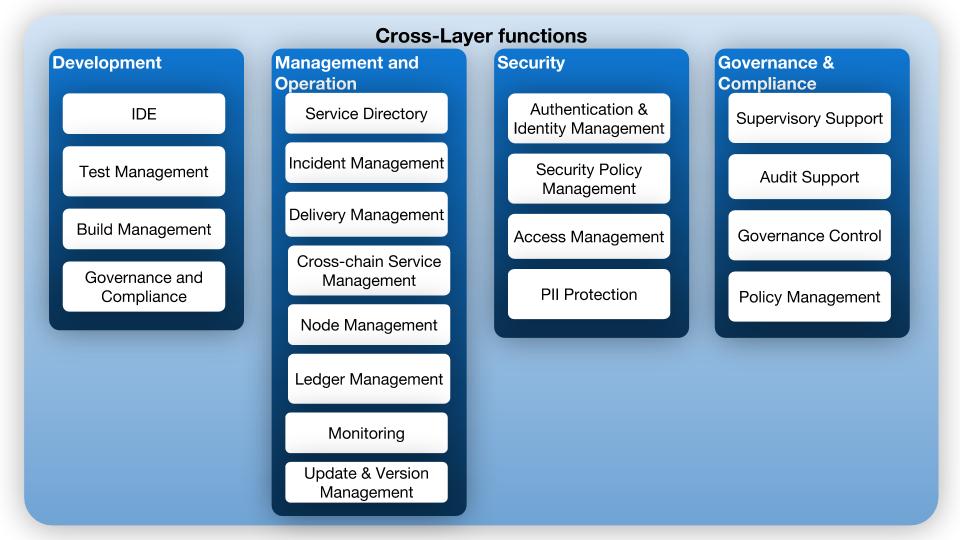 Cross-Layer functions
Development
IDE
Test Management
Build Management
Governance and
Compliance
Management and
Operation
Service Directory
Incident Management
Delivery Management
Cross-chain Service
Management
Node Management
Ledger Management
Monitoring
Update & Version
Management
Security
Authentication &
Identity Management
Security Policy
Management
Access Management
PII Protection
Governance &
Compliance
Supervisory Support
Audit Support
Governance Control
Policy Management